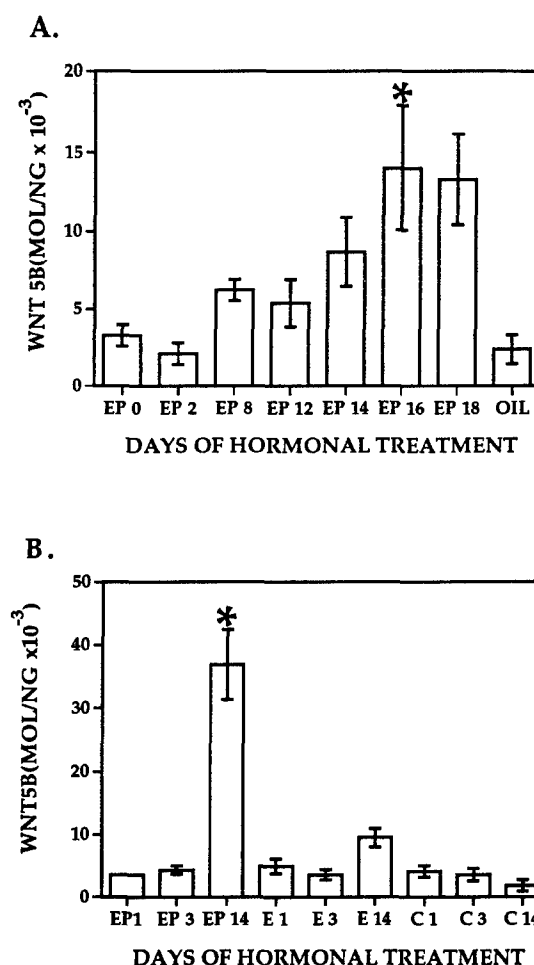 A.
WNT 5B(MOL/NG x 10-3)
20
15
10
5
0
*
EP 0 EP 2 EP 8 EP 12 EP 14 EP 16 EP 18 OIL
DAYS OF HORMONAL TREATMENT
B.
WNT5B(MOL/NG x10-3)
50
40
30
20
10
0
*
EP1 EP 3 EP 14 E 1 E 3 E 14 C 1 C 3 C 14
DAYS OF HORMONAL TREATMENT